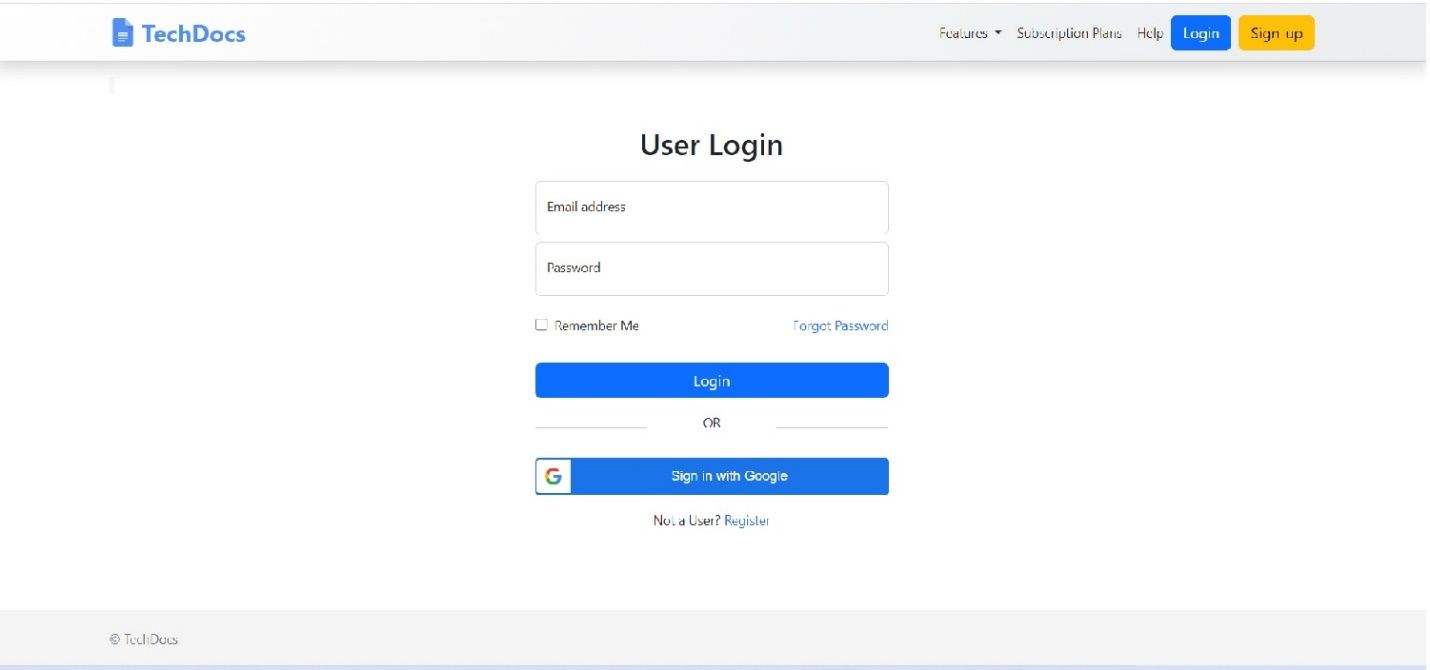 TechDocs
Features Subscription Plans Help Login Sign up
User Login
Email address
Password
Remember Me Forgot Password
Login
OR
G Sign in with Google
Not a User? Register
© TechDocs